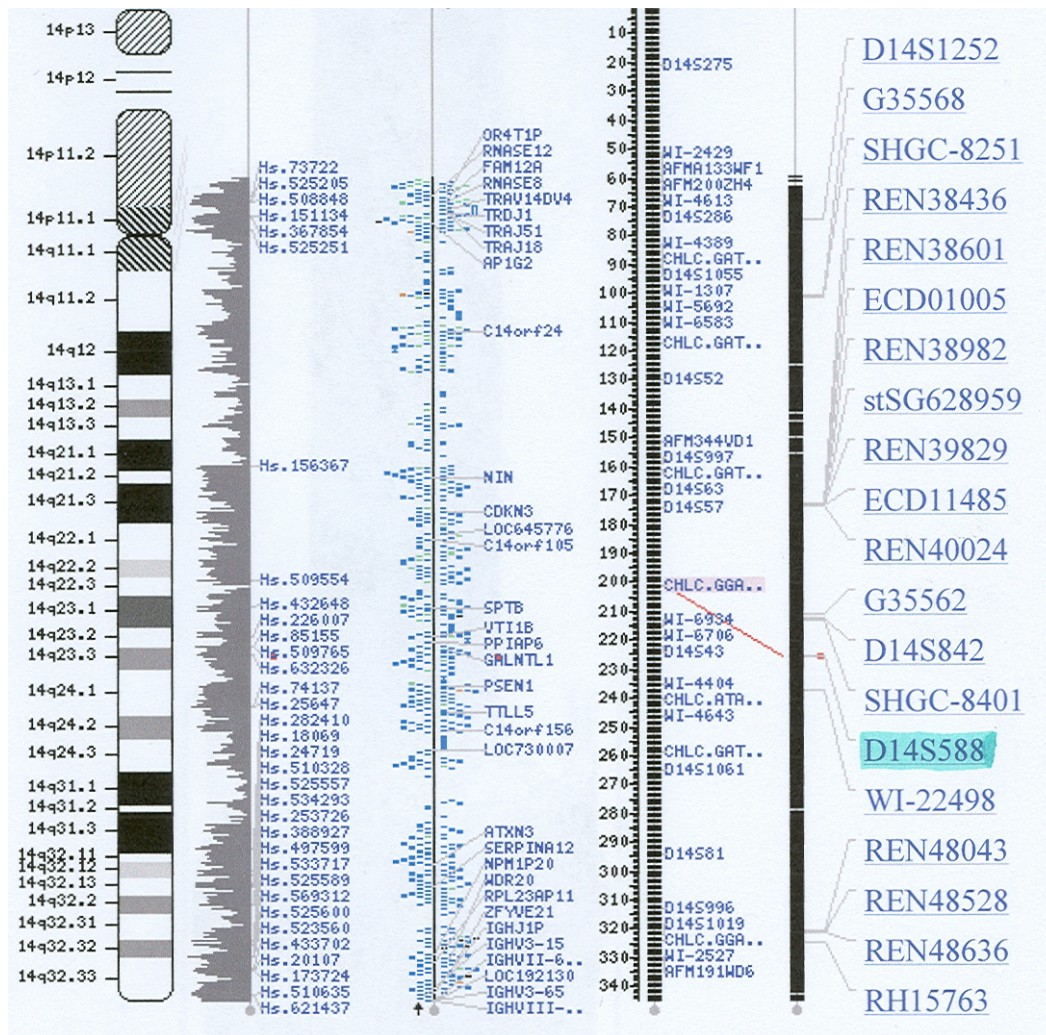 14p13
14p12
14p11.2
14p11.1
14q11.1
14q11.2
14q12
14q13.1
14q13.2
14q13.3
14q21.1
14q21.2
14q21.3
14q22.1
14q22.2
14q22.3
14q23.1
14q23.2
14q23.3
14q24.1
14q24.2
14q24.3
14q31.1
14q31.2
14q31.3
14q32.11
14q32.12
14q32.13
14q32.2
14q32.31
14q32.32
14q32.33
Hs.73722
Hs.525205
Hs.508848
Hs.151134
Hs.367854
Hs.525251
Hs.156367
Hs.509554
Hs.432648
Hs.226007
Hs.85155
Hs.509765
Hs.632326
Hs.74137
Hs.25647
Hs.282410
Hs.18069
Hs.24719
Hs.510328
Hs.525557
Hs.534293
Hs.253726
Hs.388927
Hs.497599
Hs.533717
Hs.525589
Hs.569312
Hs.525600
Hs.523560
Hs.433702
Hs.20107
Hs.173724
Hs.510635
Hs.621437
OR4T1P
RNASE12
FAM12A
RNASE8
TRAV14DV4
TRDJ1
TRAJ51
TRAJ18
AP1G2
C14orf24
NIN
CDKN3
LOC645776
C14orf105
SPTB
VTI1B
PPIAP6
GALNTL1
PSEN1
TTLL5
C14orf156
LOC730007
ATXN3
SERPINA12
NPM1P20
WDR20
RPL23AP11
ZFYVE21
IGHJ1P
IGHV3-15
IGHVII-6..
LOC192130
IGHV3-65
IGHVIII-..
10
20
30
40
50
60
70
80
90
100
110
120
130
140
150
160
170
180
190
200
210
220
230
240
250
260
270
280
290
300
310
320
330
340
D14S275
WI-2429
AFMA133WF1
AFM200ZH4
WI-4613
D14S286
WI-4389
CHLC.GAT..
D14S1055
WI-1307
WI-5692
WI-6583
CHLC.GAT..
D14S52
AFM344VD1
D14S997
CHLC.GAT..
D14S63
D14S57
CHLC.GGA..
WI-6934
WI-6706
D14S43
WI-4404
CHLC.ATA..
WI-4643
CHLC.GAT..
D14S1061
D14S81
D14S996
D14S1019
CHLC.GGA..
WI-2527
AFM191WD6
D14S1252
G35568
SHGC-8251
REN38436
REN38601
ECD01005
REN38982
stSG628959
REN39829
ECD11485
REN40024
G35562
D14S842
SHGC-8401
D14S588
WI-22498
REN48043
REN48528
REN48636
RH15763